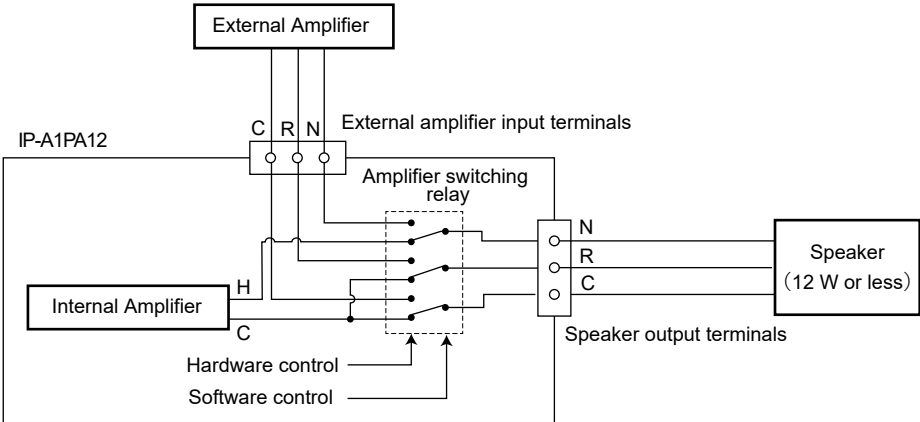 External Amplifier
C R N
External amplifier input terminals
IP-A1PA12
Amplifier switching
relay
N
R
C
Speaker
（12 W or less）
H
Internal Amplifier
C
Speaker output terminals
Hardware control
Software control